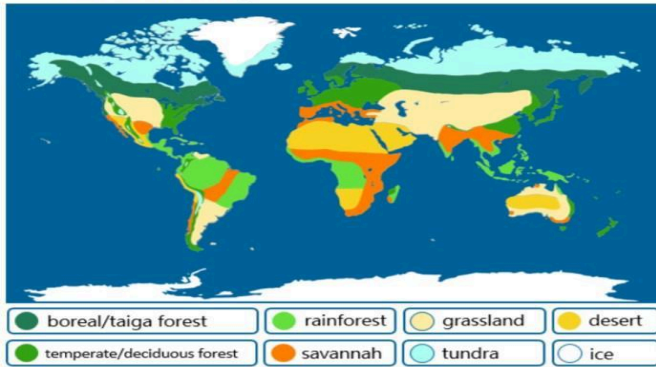 boreal/taiga forest rainforest grassland desert
temperate/deciduous forest savannah tundra ice